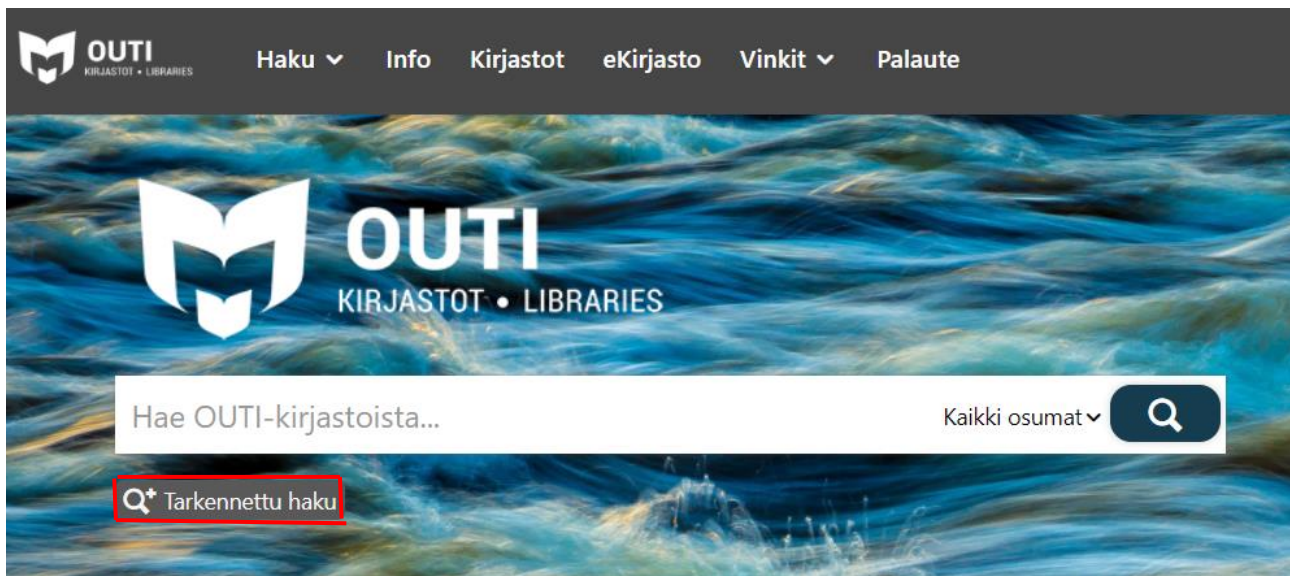 OUTI
KIRJASTOT • LIBRARIES
Haku Info Kirjastot eKirjasto Vinkit Palaute
OUTI
KIRJASTOT • LIBRARIES
Hae OUTI-kirjastoista... Kaikki osumat
Tarkennettu haku